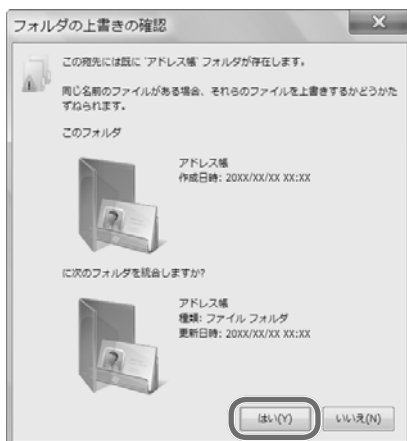 フォルダの上書きの確認
この宛先には既に 'アドレス帳' フォルダが存在します。
同じ名前のファイルがある場合、それらのファイルを上書きするかどうかた
ずねられます。
このフォルダ
アドレス帳
作成日時: 20XX/XX/XX XX:XX
に次のフォルダを統合しますか?
アドレス帳
種類: ファイル フォルダ
更新日時: 20XX/XX/XX XX:XX
はい(Y)
いいえ(N)